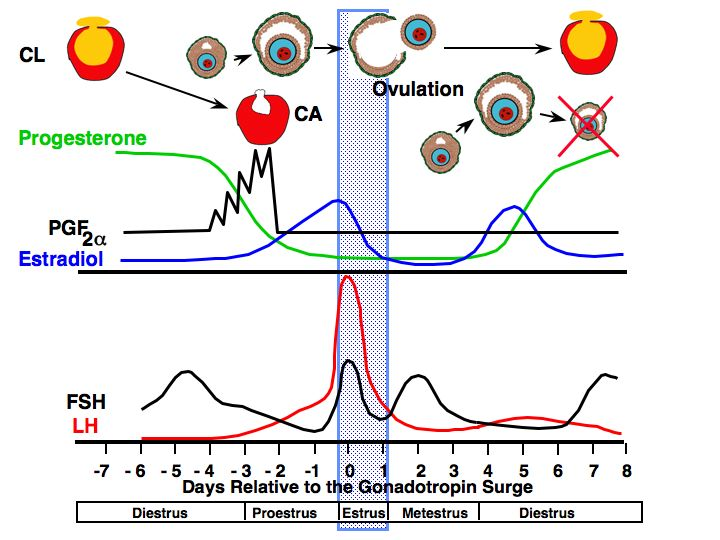 CL
CA
Ovulation
Progesterone
PGF2α
Estradiol
FSH
LH
-7 -6 -5 -4 -3 -2 -1 0 1 2 3 4 5 6 7 8
Days Relative to the Gonadotropin Surge
Diestrus Proestrus Estrus Metestrus Diestrus